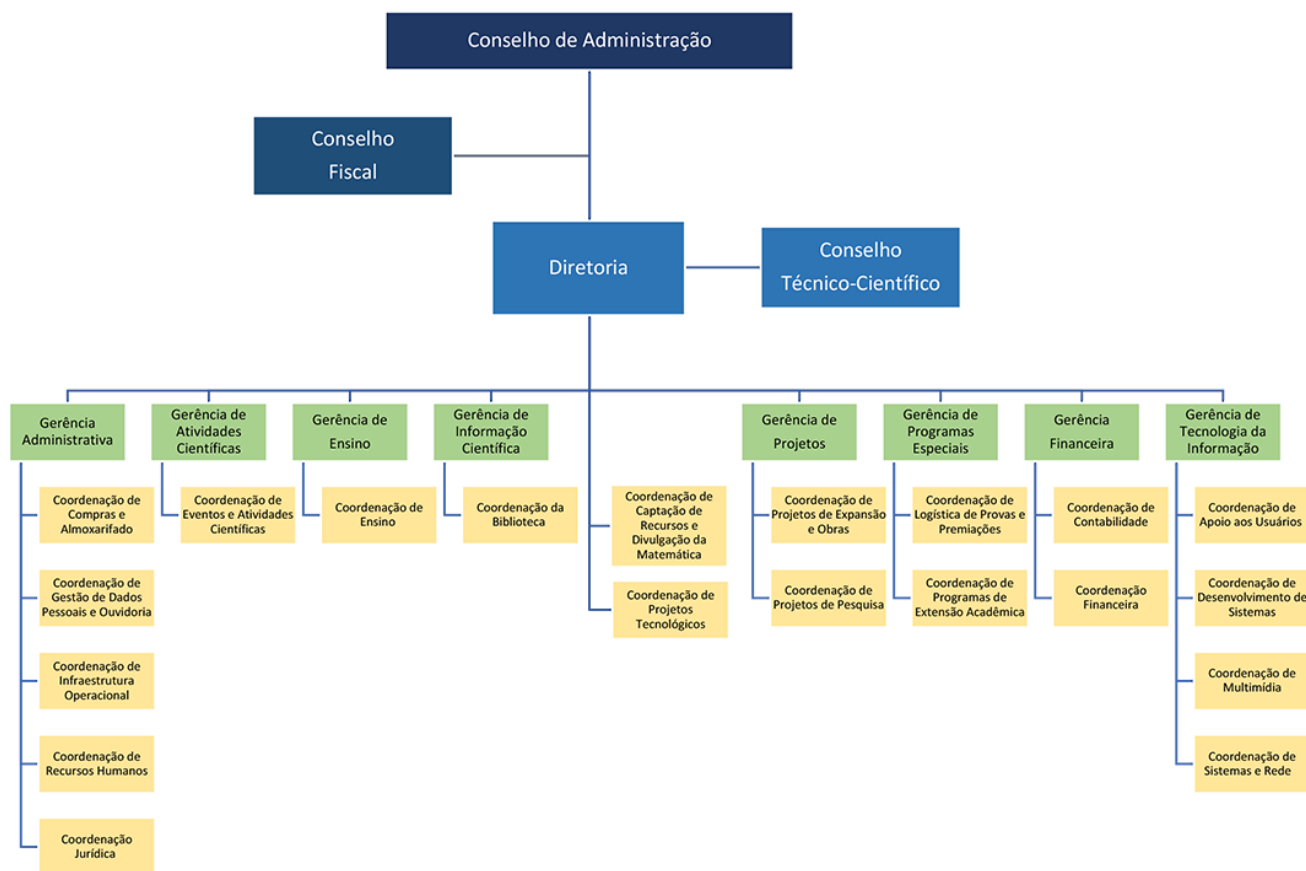 Conselho de Administração
Conselho
Fiscal
Diretoria
Conselho
Técnico-Científico
Gerência
Administrativa
Gerência de
Atividades
Científicas
Gerência de
Ensino
Gerência de
Informação
Científica
Gerência de
Projetos
Gerência de
Programas
Especiais
Gerência
Financeira
Gerência de
Tecnologia da
Informação
Coordenação de
Compras e
Almoxarifado
Coordenação de
Gestão de Dados
Pessoais e Ouvidoria
Coordenação de
Infraestrutura
Operacional
Coordenação de
Recursos Humanos
Coordenação
Jurídica
Coordenação de
Eventos e Atividades
Científicas
Coordenação de
Ensino
Coordenação da
Biblioteca
Coordenação de
Captação de
Recursos e
Divulgação da
Matemática
Coordenação de
Projetos
Tecnológicos
Coordenação de
Projetos de Expansão
e Obras
Coordenação de
Projetos de Pesquisa
Coordenação de
Logística de Provas e
Premiações
Coordenação de
Programas de
Extensão Acadêmica
Coordenação de
Contabilidade
Coordenação
Financeira
Coordenação de
Apoio aos Usuários
Coordenação de
Desenvolvimento de
Sistemas
Coordenação de
Multimídia
Coordenação de
Sistemas e Rede